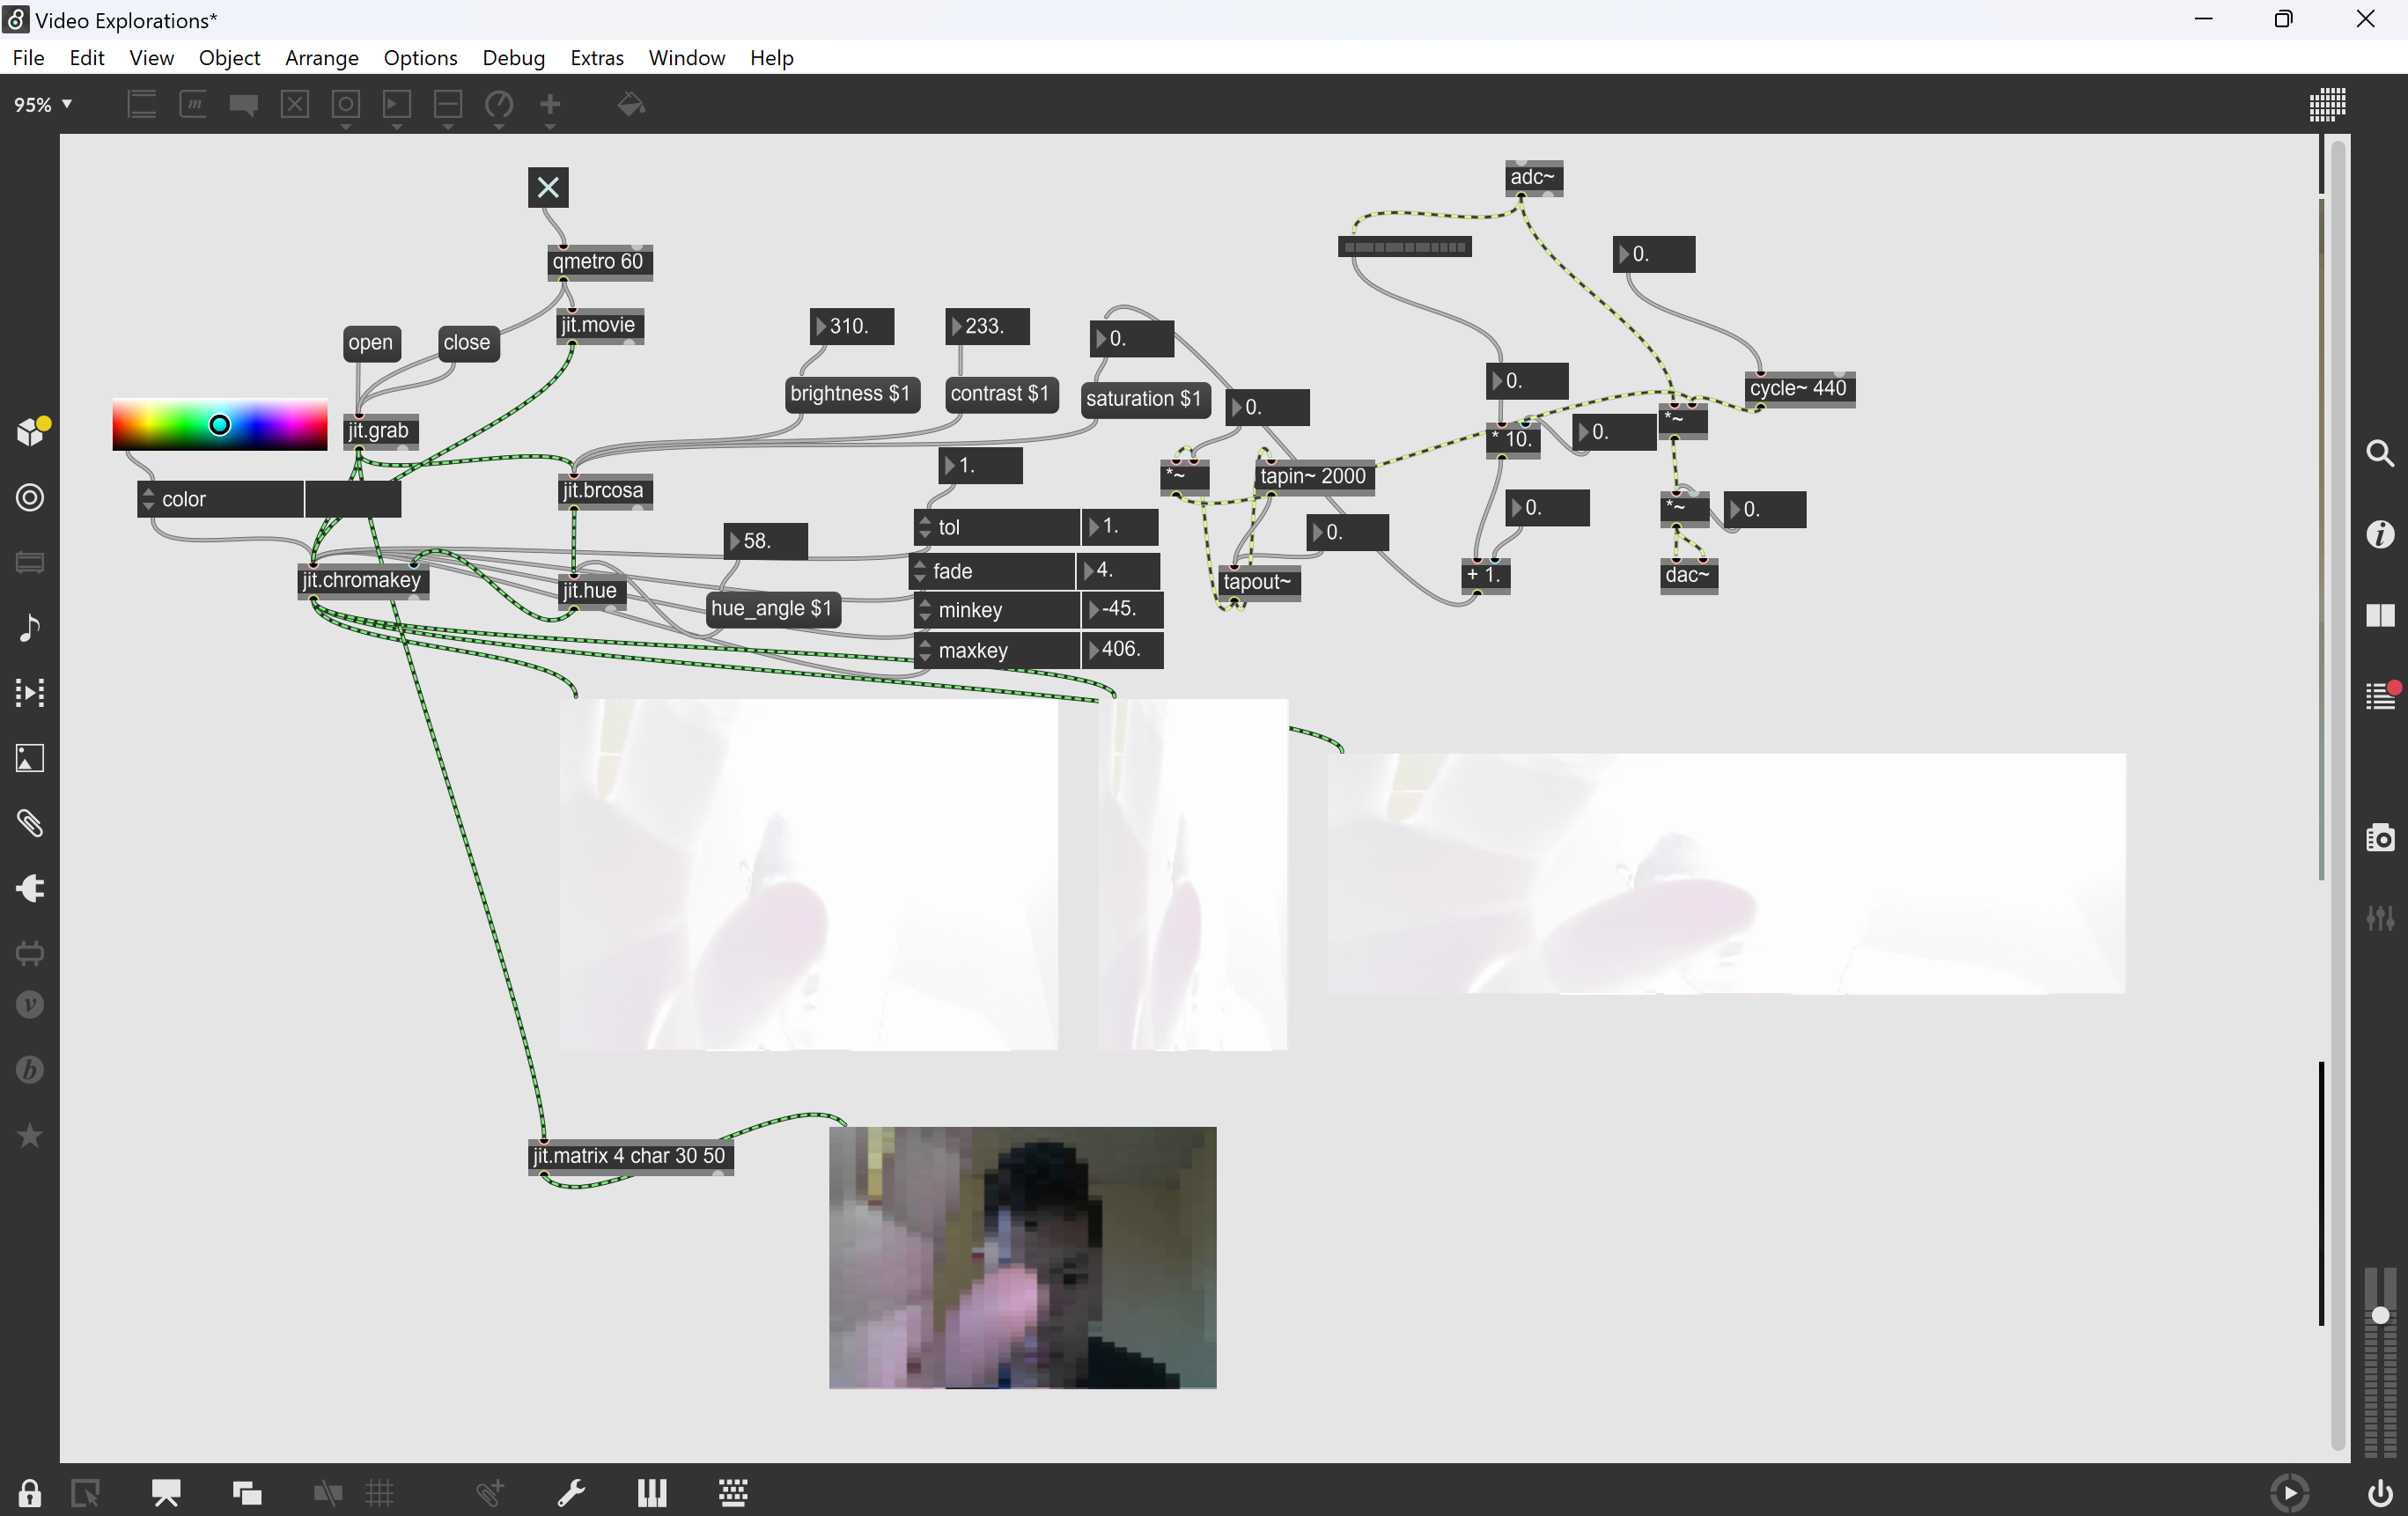 Video Explorations*
File Edit View Object Arrange Options Debug Extras Window Help
95%
adc~
qmetro 60
0.
jit.movie
310.
233.
0.
open
close
0.
cycle~ 440
brightness $1
contrast $1
saturation $1
0.
*~
jit.grab
* 10.
0.
1.
*~
tapin~ 2000
jit.brcosa
color
0.
*~
0.
tol
1.
0.
58.
fade
4.
jit.chromakey
+ 1.
dac~
tapout~
jit.hue
hue_angle $1
minkey
-45.
maxkey
406.
jit.matrix 4 char 30 50